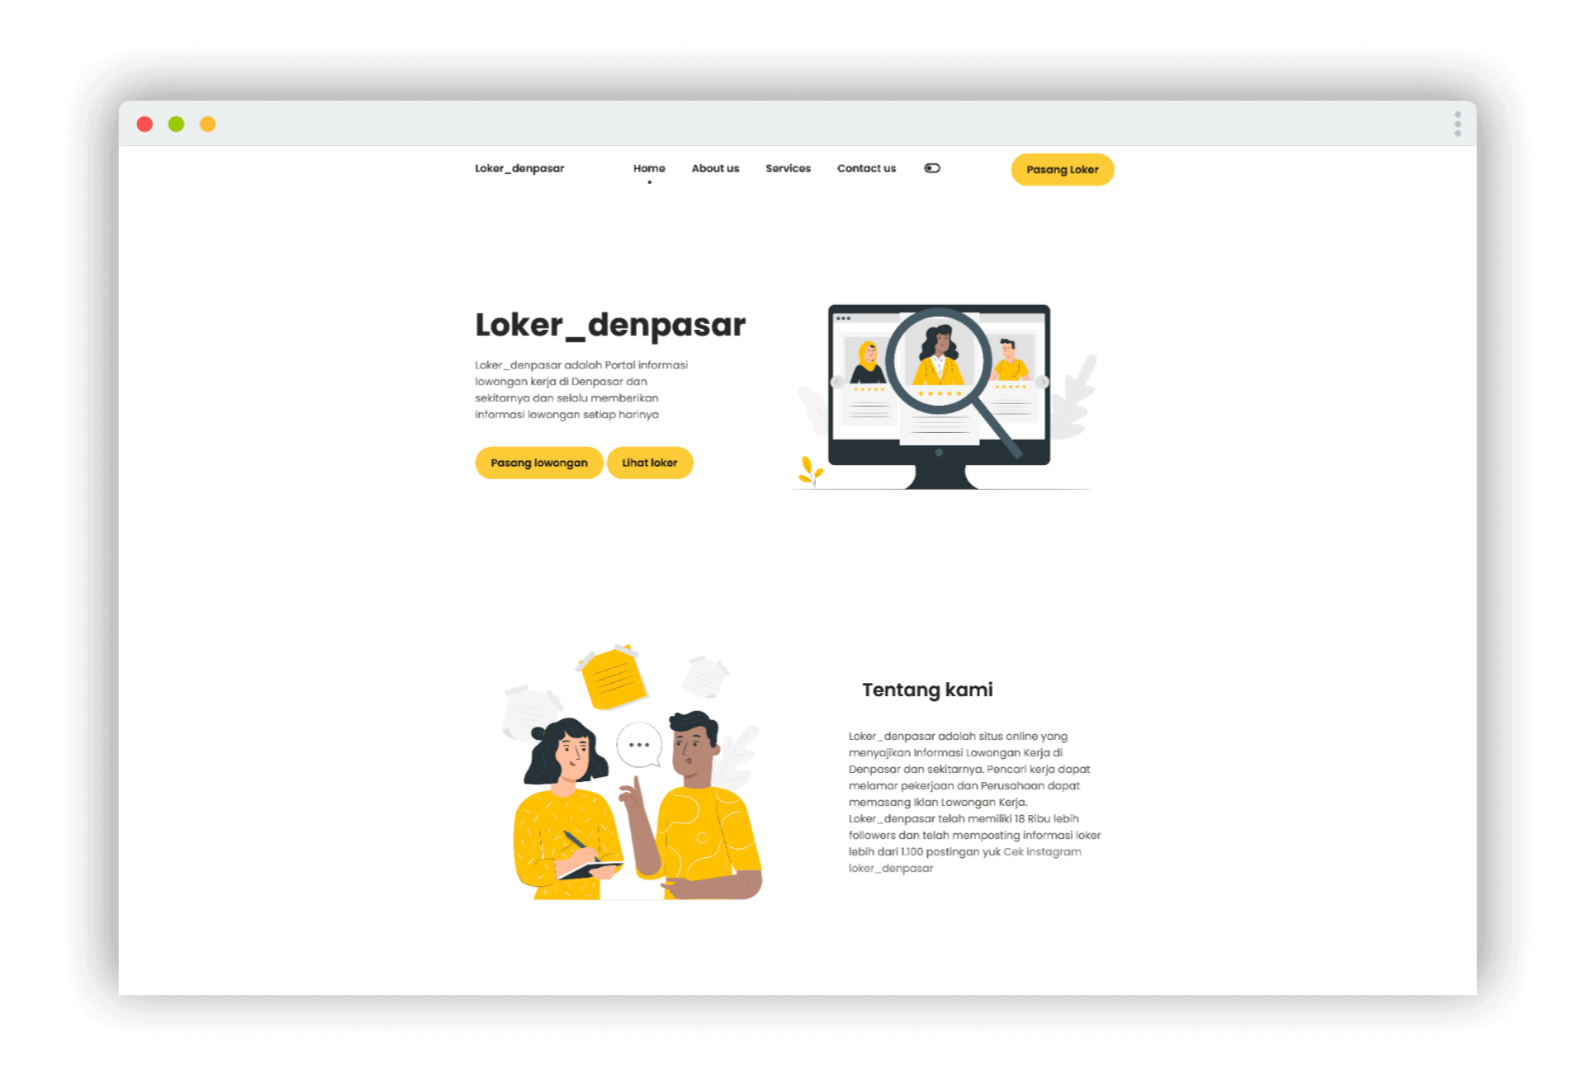 Loker_denpasar
Home
About us
Services
Contact us
Pasang Loker
Loker_denpasar
Loker_denpasar adalah Portal informasi
lowongan kerja di Denpasar dan
sekitarnya dan selalu memberikan
informasi lowongan setiap harinya
Pasang lowongan
Lihat loker
Tentang kami
Loker_denpasar adalah situs online yang
menyajikan Informasi Lowongan Kerja di
Denpasar dan sekitarnya. Pencari kerja dapat
melamar pekerjaan dan Perusahaan dapat
memasang Iklan Lowongan Kerja.
Loker_denpasar telah memiliki 18 Ribu lebih
followers dan telah memposting informasi loker
lebih dari 1.100 postingan yuk Cek instagram
loker_denpasar